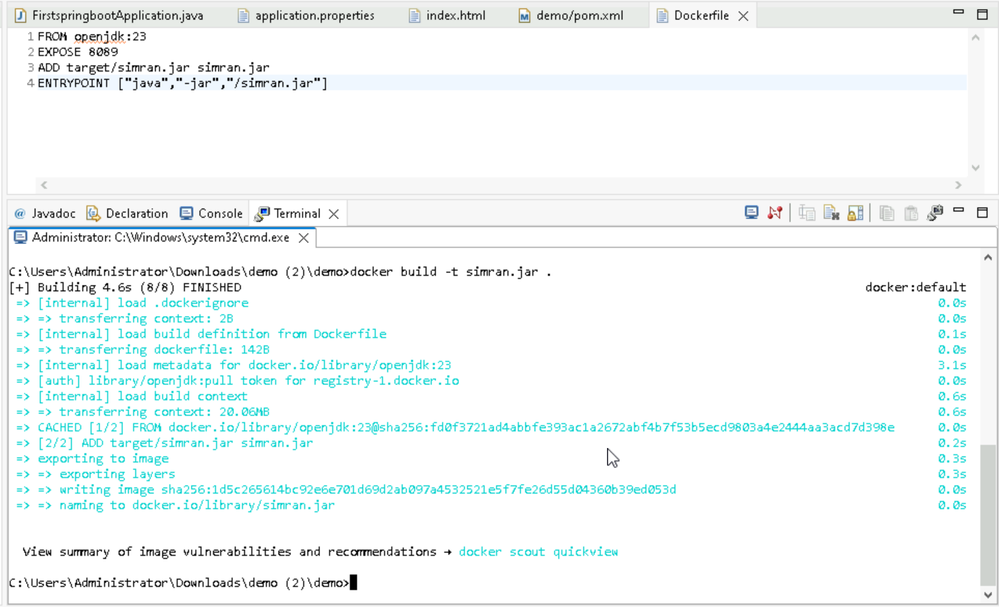 FirstspringbootApplication.java application.properties index.html demo/pom.xml Dockerfile
1 FROM openjdk:23
2 EXPOSE 8089
3 ADD target/simran.jar simran.jar
4 ENTRYPOINT ["java","-jar","/simran.jar"]
@ Javadoc Declaration Console Terminal
Administrator: C:\Windows\system32\cmd.exe
C:\Users\Administrator\Downloads\demo (2)\demo>docker build -t simran.jar .
[+] Building 4.6s (8/8) FINISHED docker:default
=> [internal] load .dockerignore 0.0s
=> => transferring context: 2B 0.0s
=> [internal] load build definition from Dockerfile 0.1s
=> => transferring dockerfile: 142B 0.0s
=> [internal] load metadata for docker.io/library/openjdk:23 3.1s
=> [auth] library/openjdk:pull token for registry-1.docker.io 0.0s
=> [internal] load build context 0.6s
=> => transferring context: 20.06MB 0.6s
=> CACHED [1/2] FROM docker.io/library/openjdk:23@sha256:fd0f3721ad4abbfe393ac1a2672abf4b7f53b5ecd9803a4e2444aa3acd7d398e 0.0s
=> [2/2] ADD target/simran.jar simran.jar 0.2s
=> exporting to image 0.3s
=> => exporting layers 0.3s
=> => writing image sha256:1d5c265614bc92e6e701d69d2ab097a4532521e5f7fe26d55d04360b39ed053d 0.0s
=> => naming to docker.io/library/simran.jar 0.0s
View summary of image vulnerabilities and recommendations → docker scout quickview
C:\Users\Administrator\Downloads\demo (2)\demo>